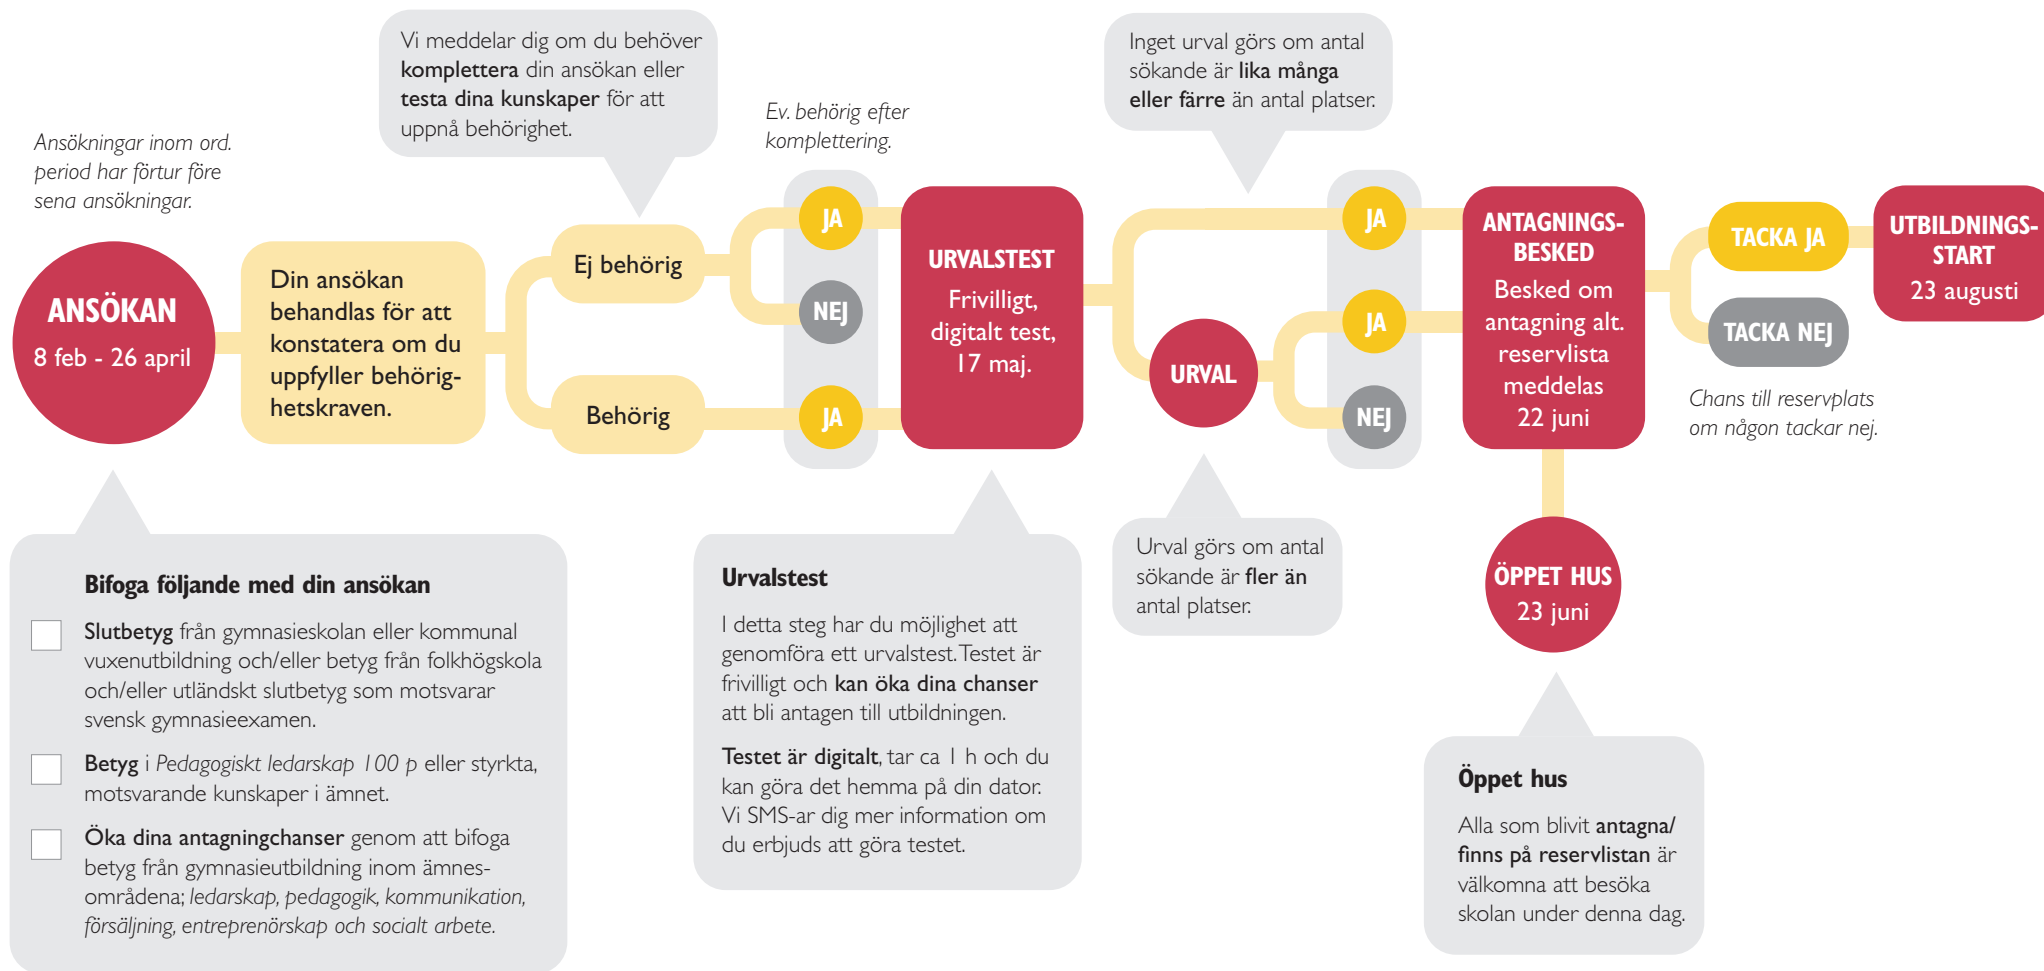 Ansökningar inom ord.
period har förtur före
sena ansökningar.
ANSÖKAN
8 feb - 26 april
Din ansökan
behandlas för att
konstatera om du
uppfyller behörig-
hetskraven.
Vi meddelar dig om du behöver
komplettera din ansökan eller
testa dina kunskaper för att
uppnå behörighet.
Ej behörig
Behörig
Ev. behörig efter
komplettering.
JA
NEJ
JA
URVALSTEST
Frivilligt,
digitalt test,
17 maj.
Inget urval görs om antal
sökande är lika många
eller färre än antal platser.
URVAL
JA
JA
NEJ
ANTAGNINGS-
BESKED
Besked om
antagning alt.
reservlista
meddelas
22 juni
TACKA JA
TACKA NEJ
Chans till reservplats
om någon tackar nej.
UTBILDNINGS-
START
23 augusti
Bifoga följande med din ansökan
Slutbetyg från gymnasieskolan eller kommunal
vuxenutbildning och/eller betyg från folkhögskola
och/eller utländskt slutbetyg som motsvarar
svensk gymnasieexamen.
Betyg i Pedagogiskt ledarskap 100 p eller styrkta,
motsvarande kunskaper i ämnet.
Öka dina antagningchanser genom att bifoga
betyg från gymnasieutbildning inom ämnes-
områdena; ledarskap, pedagogik, kommunikation,
försäljning, entreprenörskap och socialt arbete.
Urvalstest
I detta steg har du möjlighet att
genomföra ett urvalstest. Testet är
frivilligt och kan öka dina chanser
att bli antagen till utbildningen.
Testet är digitalt, tar ca 1 h och du
kan göra det hemma på din dator.
Vi SMS-ar dig mer information om
du erbjuds att göra testet.
Urval görs om antal
sökande är fler än
antal platser.
ÖPPET HUS
23 juni
Öppet hus
Alla som blivit antagna/
finns på reservlistan är
välkomna att besöka
skolan under denna dag.